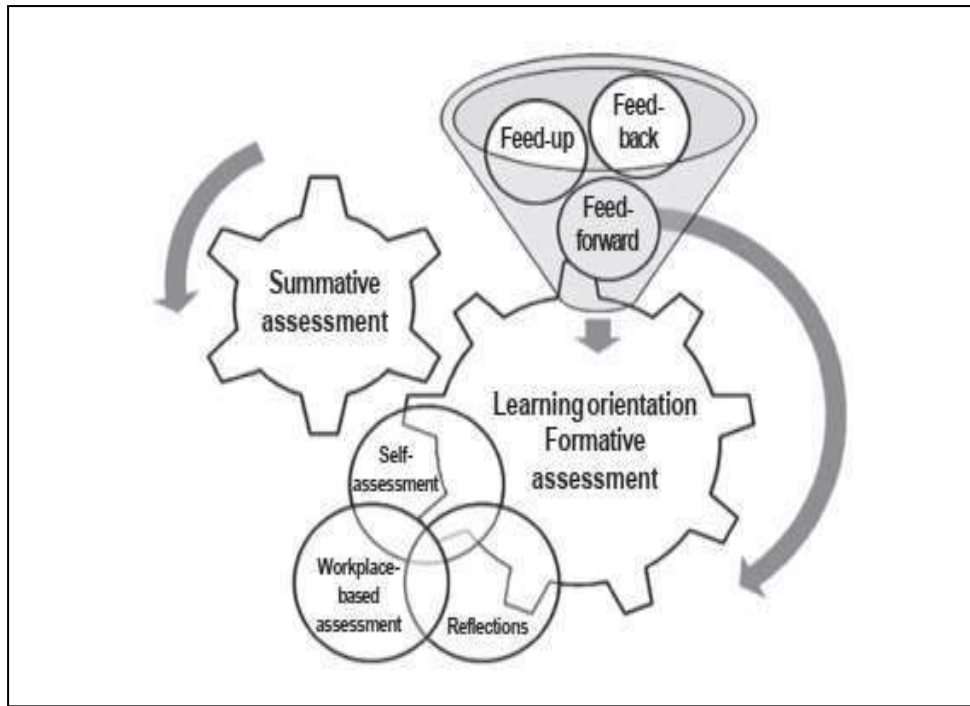 Feed-up
Feed-
back
Feed-
forward
Summative
assessment
Learning orientation
Formative
assessment
Self-
assessment
Workplace-
based
assessment
Reflections